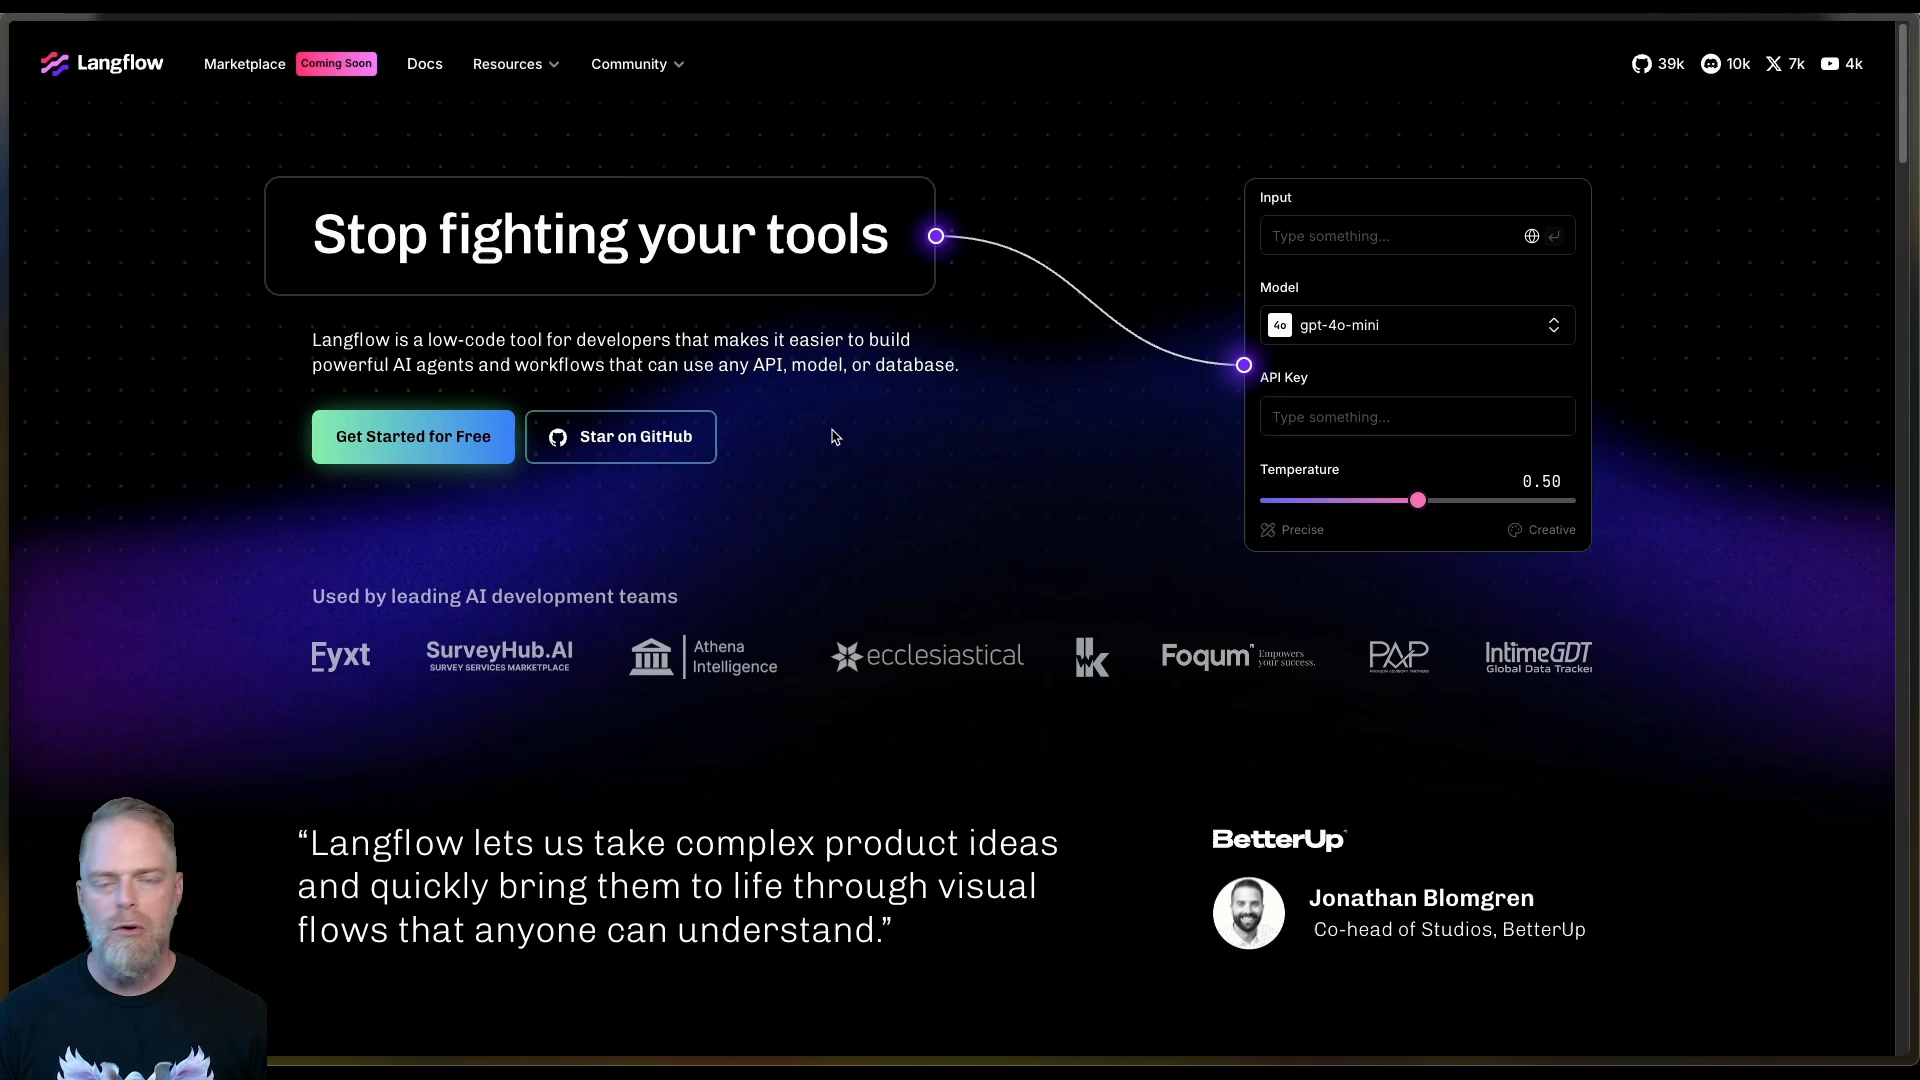 Langflow
Marketplace Coming Soon Docs Resources Community
39k 10k 7k 4k
Stop fighting your tools
Langflow is a low-code tool for developers that makes it easier to build
powerful AI agents and workflows that can use any API, model, or database.
Get Started for Free
Star on GitHub
Input
Type something...
Model
4o gpt-4o-mini
API Key
Type something...
Temperature
0.50
Precise Creative
Used by leading AI development teams
Fyxt
SurveyHub.AI
SURVEY SERVICES MARKETPLACE
Athena
Intelligence
ecclesiastical
Foqum Empowers
your success.
PAP
IntimeGDT
Global Data Tracker
“Langflow lets us take complex product ideas
and quickly bring them to life through visual
flows that anyone can understand.”
BetterUp
Jonathan Blomgren
Co-head of Studios, BetterUp